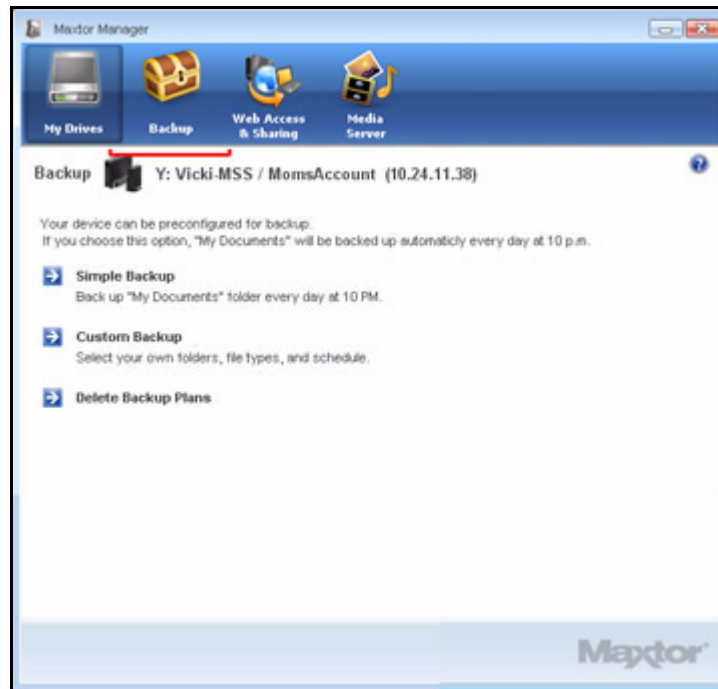 Maxtor Manager
My Drives
Backup
Web Access
& Sharing
Media
Server
Backup Y: Vicki-MSS / MomsAccount (10.24.11.38)
?
Your device can be preconfigured for backup.
If you choose this option, "My Documents" will be backed up automaticly every day at 10 p.m.
Simple Backup
Back up "My Documents" folder every day at 10 PM.
Custom Backup
Select your own folders, file types, and schedule.
Delete Backup Plans
Maxtor